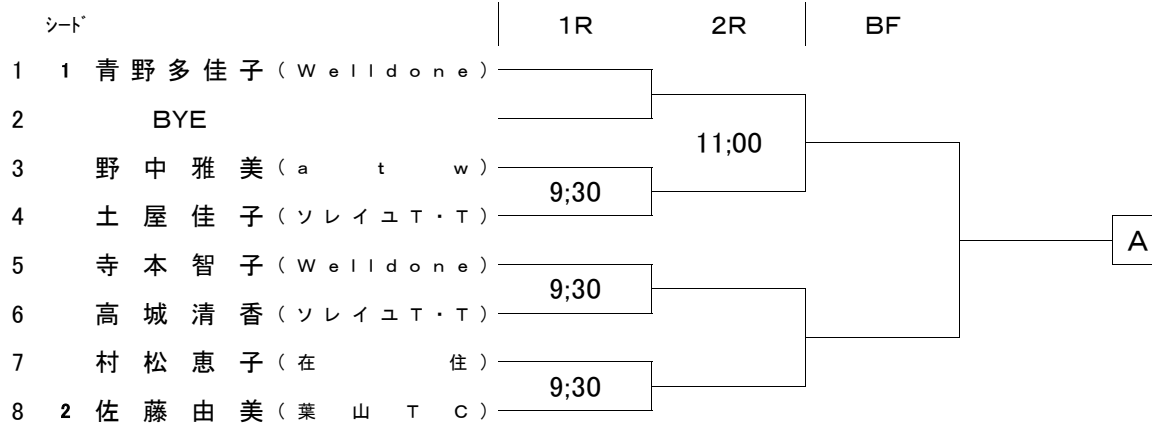 シード 1R 2R BF
1 1 青野多佳子(Welldone)
2 BYE
11;00
3 野中雅美(atw)
9;30
4 土屋佳子(ソレイユT・T)
A
5 寺本智子(Welldone)
9;30
6 高城清香(ソレイユT・T)
7 村松恵子(在住)
9;30
8 2 佐藤由美(葉山TC)